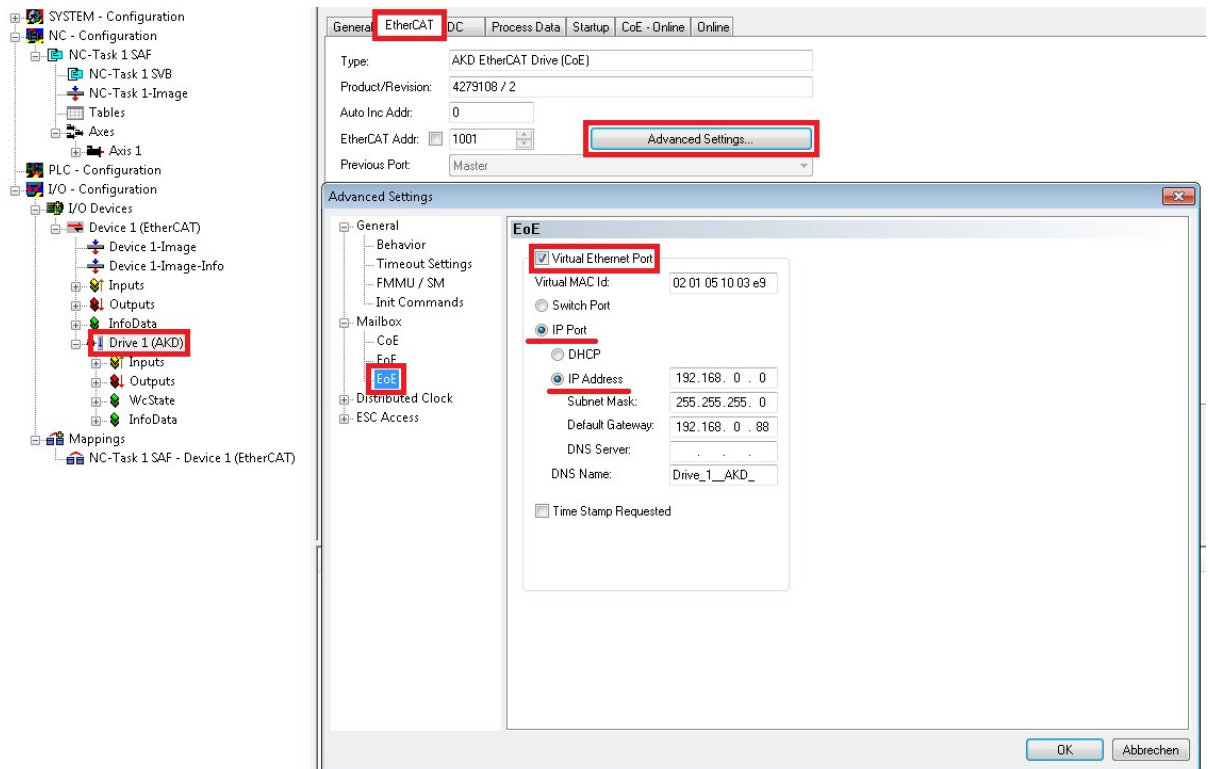 SYSTEM - Configuration
NC - Configuration
NC-Task 1 SAF
NC-Task 1 SVB
NC-Task 1-Image
Tables
Axes
Axis 1
PLC - Configuration
I/O - Configuration
I/O Devices
Device 1 (EtherCAT)
Device 1-Image
Device 1-Image-Info
Inputs
Outputs
InfoData
Drive 1 (AKD)
Inputs
Outputs
WcState
InfoData
Mappings
NC-Task 1 SAF - Device 1 (EtherCAT)
General EtherCAT DC Process Data Startup CoE - Online Online
Type: AKD EtherCAT Drive (CoE)
Product/Revision: 4279108 / 2
Auto Inc Addr: 0
EtherCAT Addr: 1001 Advanced Settings...
Previous Port: Master
Advanced Settings
General
Behavior
Timeout Settings
FMMU / SM
Init Commands
Mailbox
CoE
FoE
EoE
Distributed Clock
ESC Access
EoE
Virtual Ethernet Port
Virtual MAC Id: 02 01 05 10 03 e9
Switch Port
IP Port
DHCP
IP Address 192.168. 0 . 0
Subnet Mask: 255.255.255. 0
Default Gateway: 192.168. 0 . 88
DNS Server: . . .
DNS Name: Drive_1__AKD_
Time Stamp Requested
OK Abbrechen